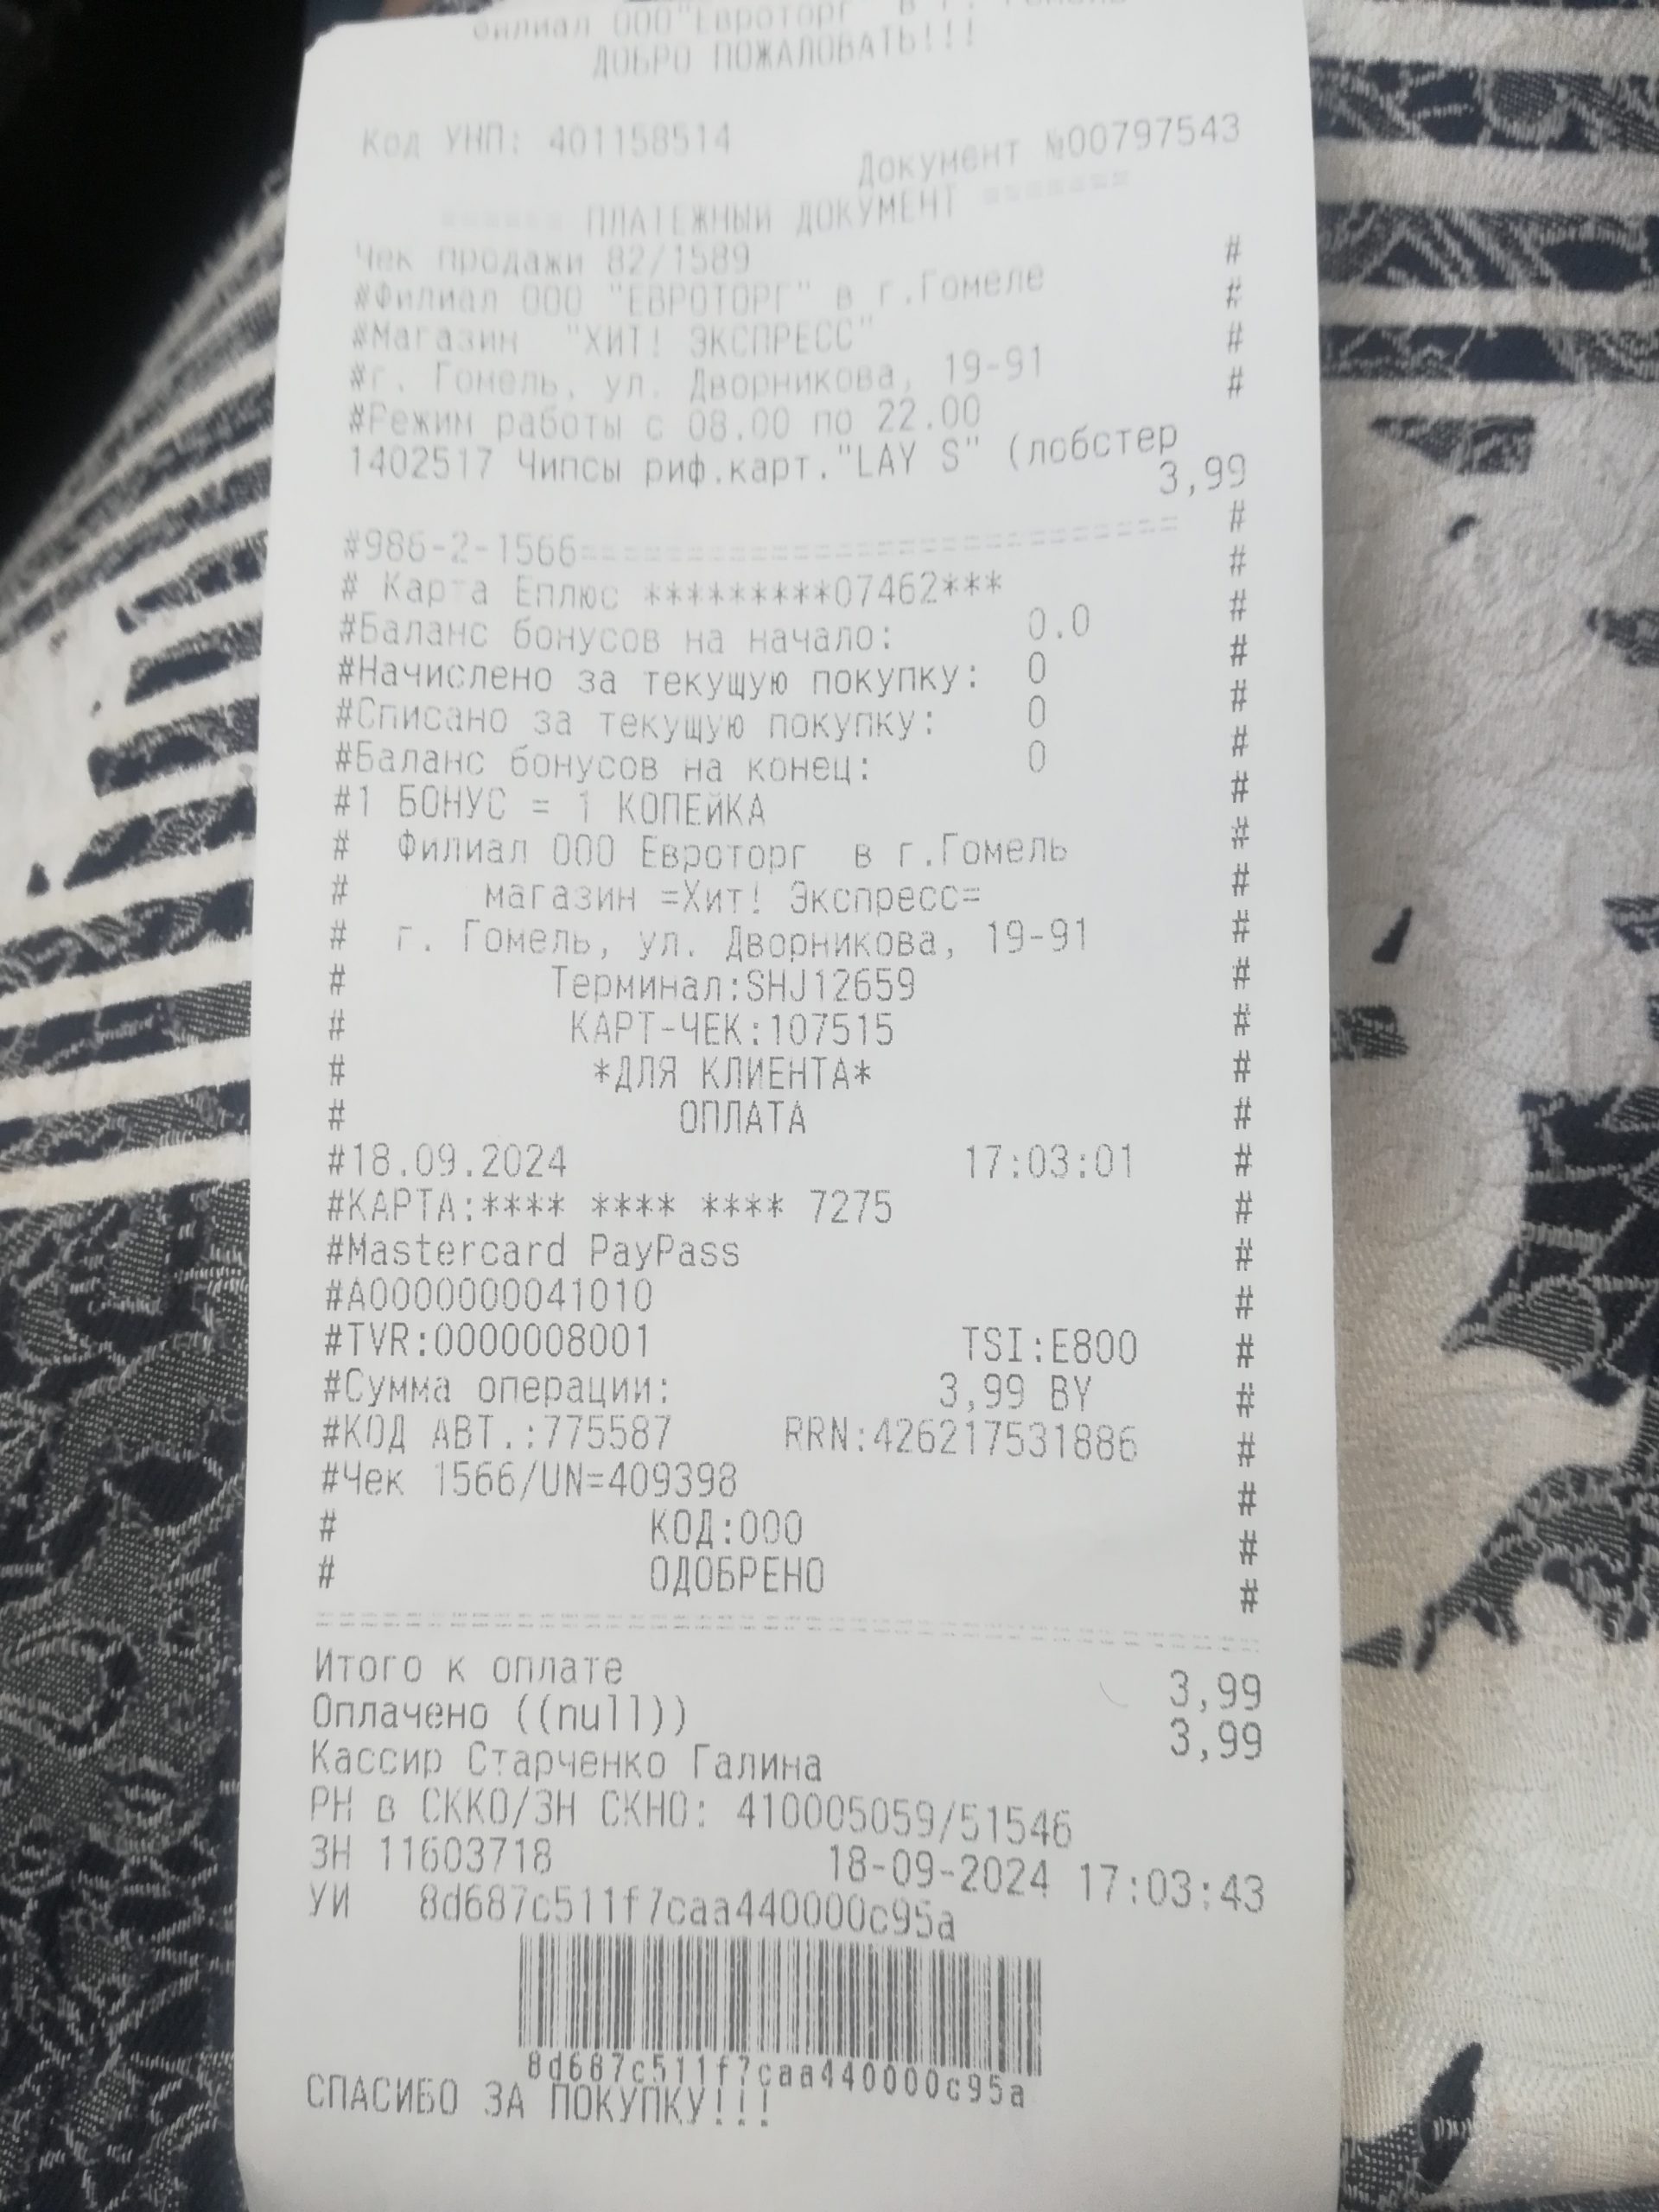 филиал ООО"Евроторг" в г. Гомель
ДОБРО ПОЖАЛОВАТЬ!!!
Код УНП: 401158514
Документ №00797543
====== ПЛАТЕЖНЫЙ ДОКУМЕНТ =======
Чек продажи 82/1589
#Филиал ООО "ЕВРОТОРГ" в г.Гомеле #
#Магазин "ХИТ! ЭКСПРЕСС" #
#г. Гомель, ул. Дворникова, 19-91 #
#Режим работы с 08.00 по 22.00 #
1402517 Чипсы риф.карт."LAY S" (лобстер
3,99
#986-2-1566============================ #
# Карта Еплюс *********07462*** #
#Баланс бонусов на начало: 0.0 #
#Начислено за текущую покупку: 0 #
#Списано за текущую покупку: 0 #
#Баланс бонусов на конец: 0 #
#1 БОНУС = 1 КОПЕЙКА #
# Филиал ООО Евроторг в г.Гомель #
# магазин =Хит! Экспресс= #
# г. Гомель, ул. Дворникова, 19-91 #
# Терминал:SHJ12659 #
# КАРТ-ЧЕК:107515 #
# *ДЛЯ КЛИЕНТА* #
# ОПЛАТА #
#18.09.2024 17:03:01 #
#КАРТА:**** **** **** 7275 #
#Mastercard PayPass #
#A0000000041010 #
#TVR:0000008001 TSI:E800 #
#Сумма операции: 3,99 BY #
#КОД АВТ.:775587 RRN:426217531886 #
#Чек 1566/UN=409398 #
# КОД:000 #
# ОДОБРЕНО #
Итого к оплате 3,99
Оплачено ((null)) 3,99
Кассир Старченко Галина
РН в СККО/ЗН СКНО: 410005059/51546
ЗН 11603718 18-09-2024 17:03:43
УИ 8d687c511f7caa440000c95a
8d687c511f7caa440000c95a
СПАСИБО ЗА ПОКУПКУ!!!